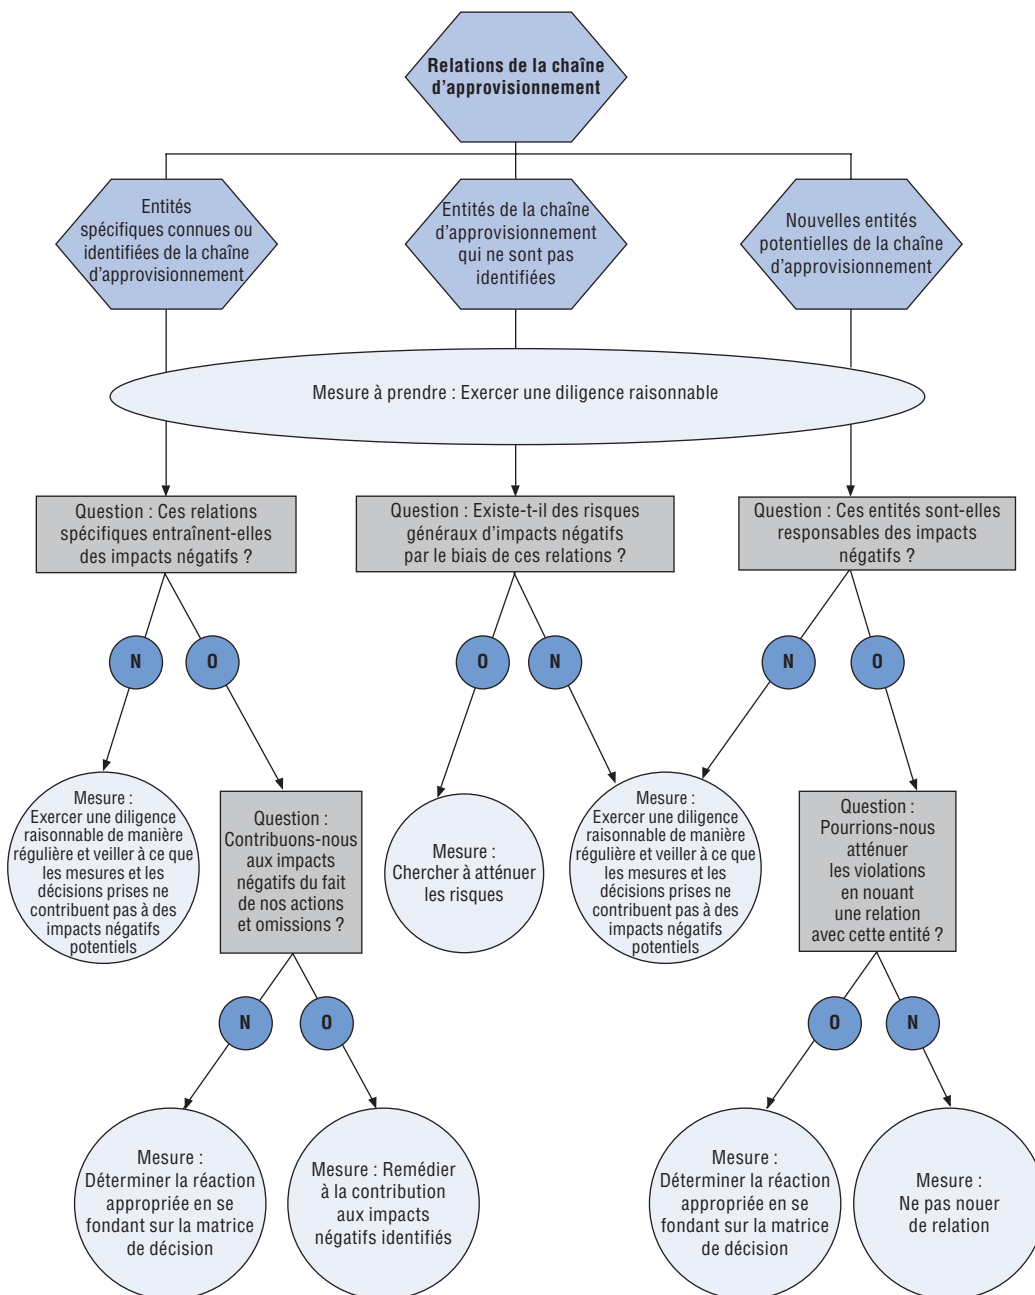 Relations de la chaîne
d’approvisionnement
Entités
spécifiques connues ou
identifiées de la chaîne
d’approvisionnement
Entités de la chaîne
d’approvisionnement
qui ne sont pas
identifiées
Nouvelles entités
potentielles de la chaîne
d’approvisionnement
Mesure à prendre : Exercer une diligence raisonnable
Question : Ces relations
spécifiques entraînent-elles
des impacts négatifs ?
Question : Existe-t-il des risques
généraux d’impacts négatifs
par le biais de ces relations ?
Question : Ces entités sont-elles
responsables des impacts
négatifs ?
N
O
O
N
N
O
Mesure :
Exercer une diligence
raisonnable de manière
régulière et veiller à ce que
les mesures et les
décisions prises ne
contribuent pas à des
impacts négatifs
potentiels
Question :
Contribuons-nous
aux impacts
négatifs du fait
de nos actions
et omissions ?
Mesure :
Chercher à atténuer
les risques
Mesure :
Exercer une diligence
raisonnable de manière
régulière et veiller à ce que
les mesures et les
décisions prises ne
contribuent pas à des
impacts négatifs
potentiels
Question :
Pourrions-nous
atténuer
les violations
en nouant
une relation
avec cette entité ?
N
O
O
N
Mesure :
Déterminer la réaction
appropriée en se
fondant sur la matrice
de décision
Mesure : Remédier
à la contribution
aux impacts
négatifs identifiés
Mesure :
Déterminer la réaction
appropriée en se
fondant sur la matrice
de décision
Mesure :
Ne pas nouer
de relation